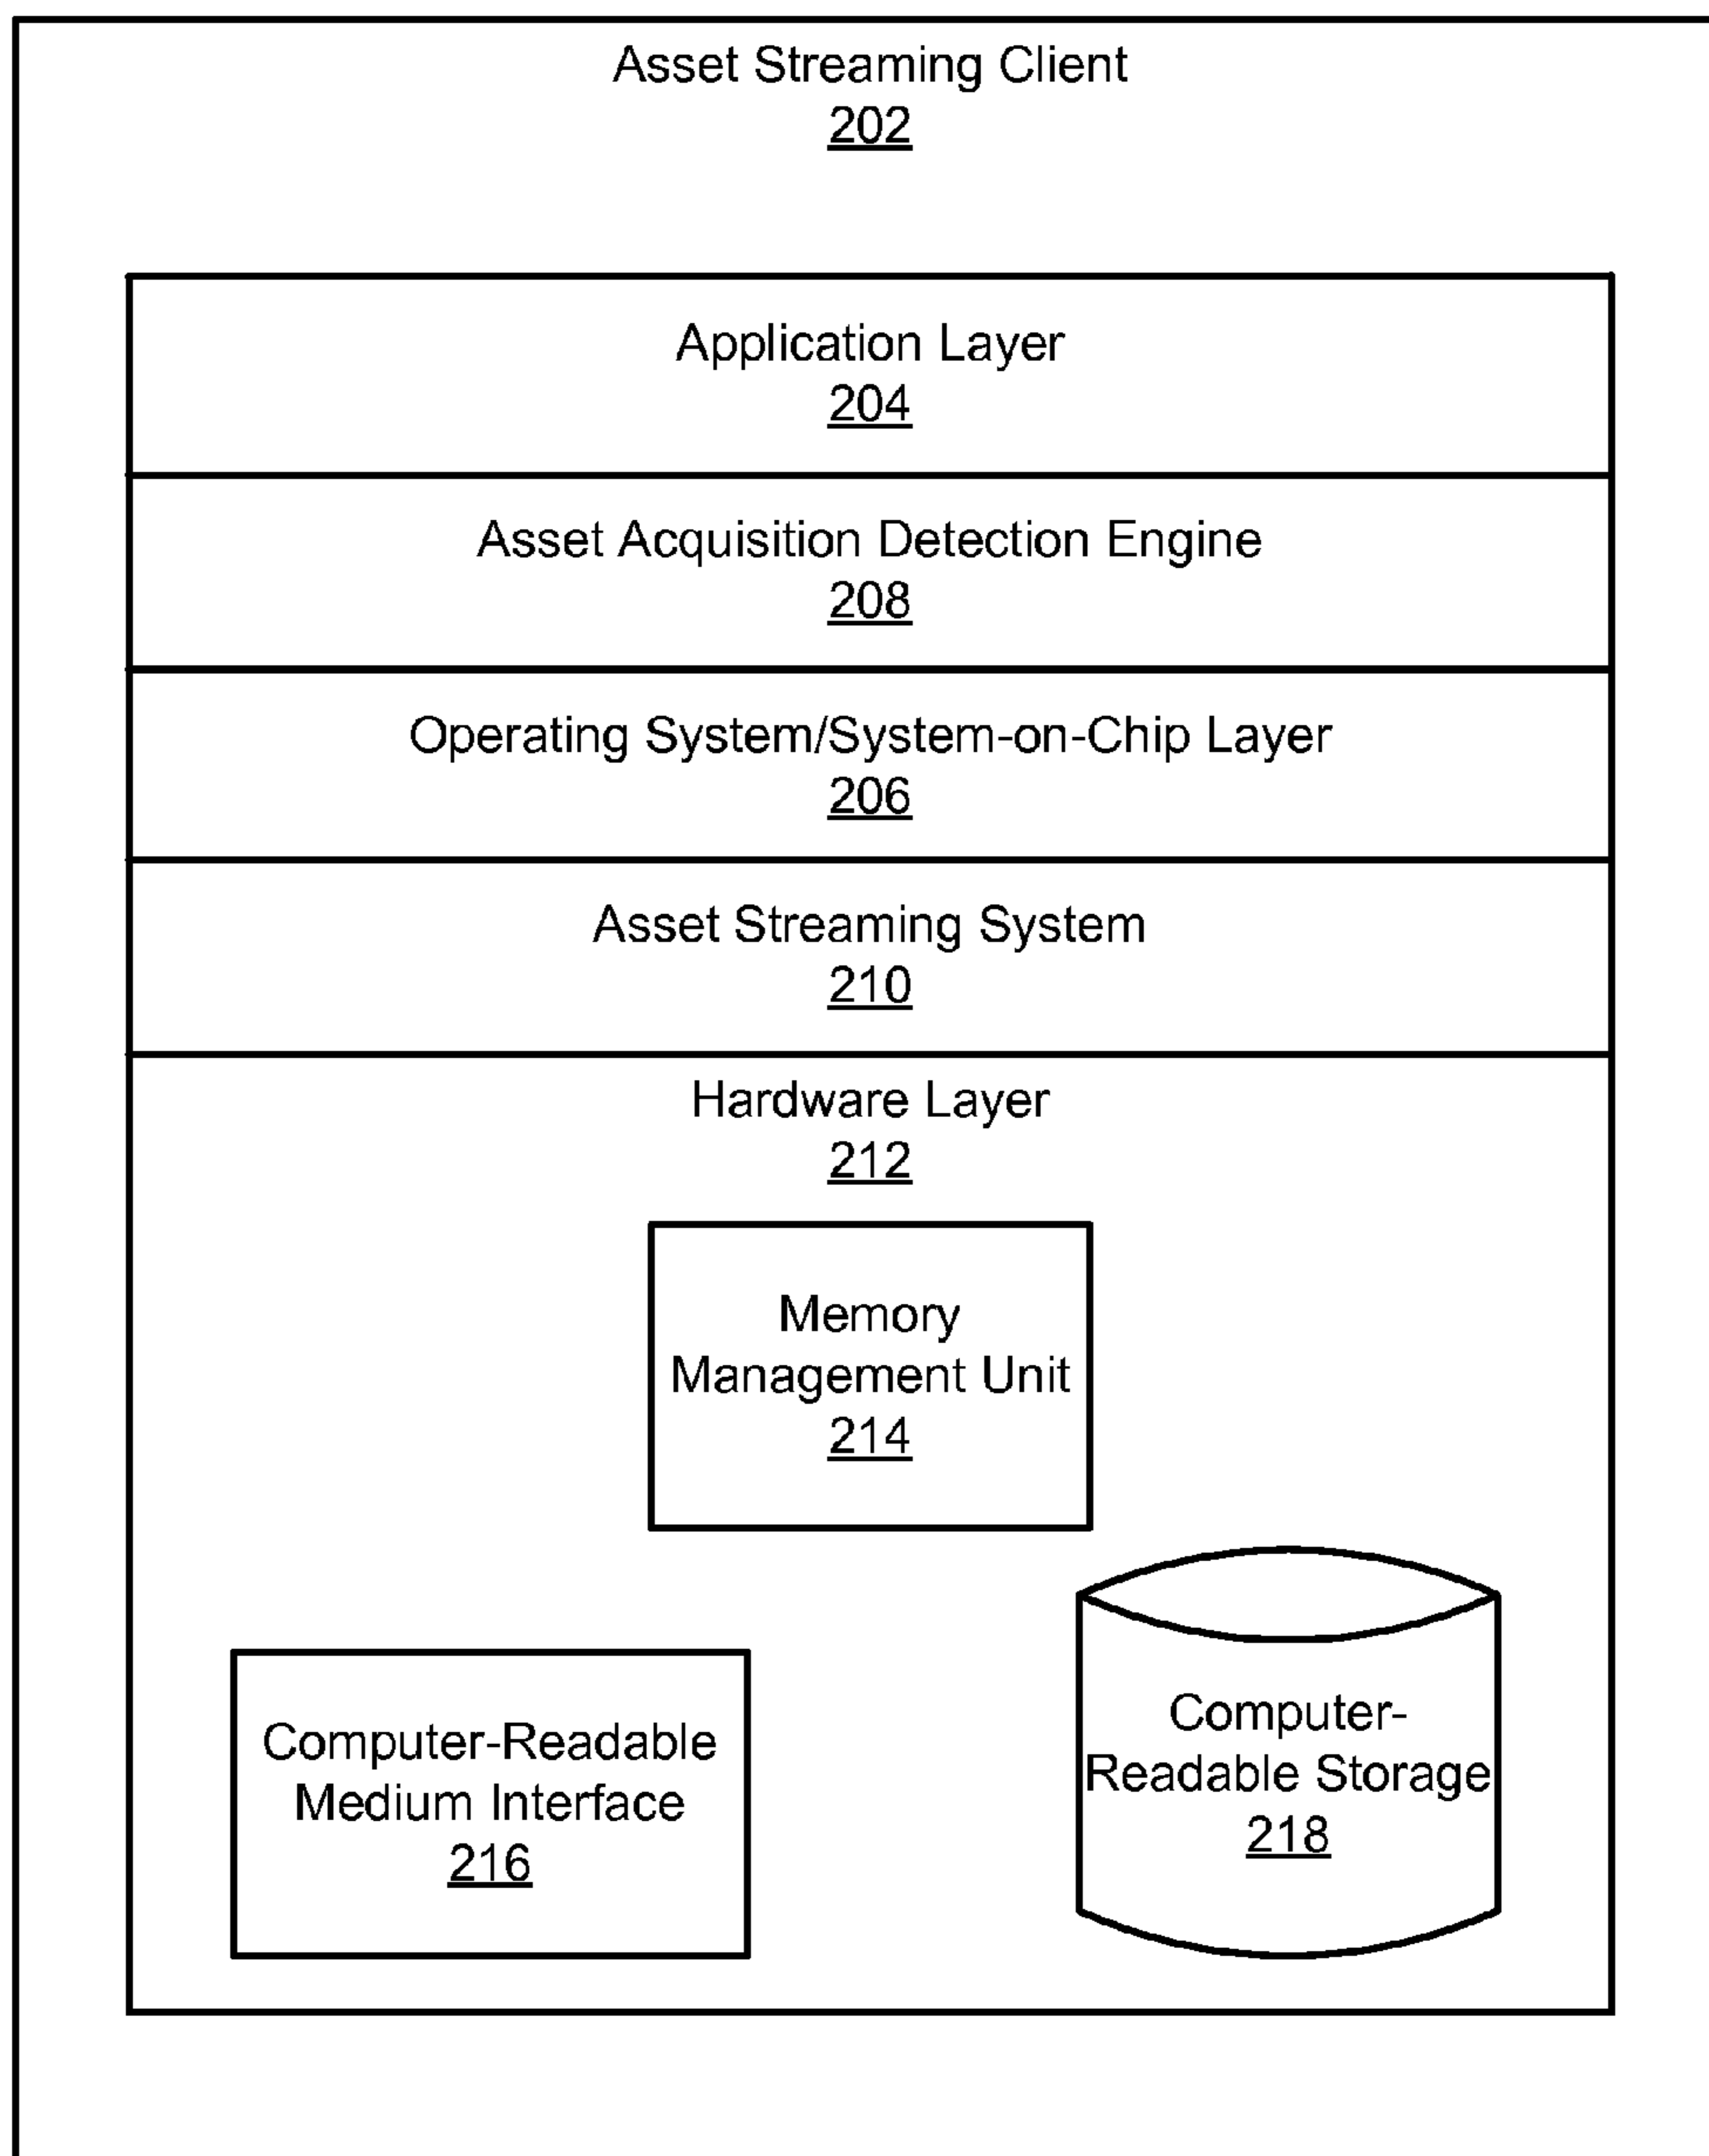 Asset Streaming Client
202
Application Layer
204
Asset Acquisition Detection Engine
208
Operating System/System-on-Chip Layer
206
Asset Streaming System
210
Hardware Layer
212
Memory
Management Unit
214
Computer-Readable
Medium Interface
216
Computer-
Readable Storage
218